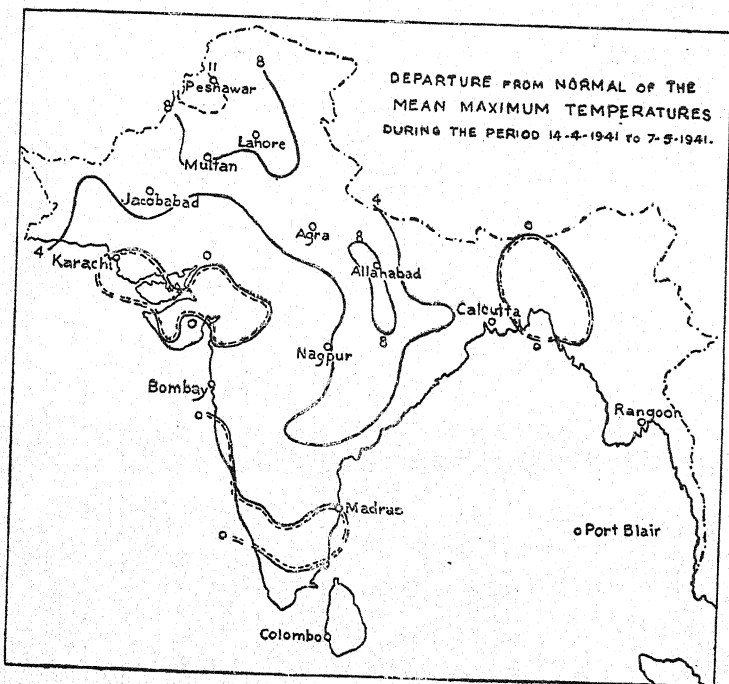 DEPARTURE FROM NORMAL OF THE
MEAN MAXIMUM TEMPERATURES
DURING THE PERIOD 14-4-1941 TO 7-5-1941.
8
11
Peshawar
8
Lahore
Multan
Jacobabad
4
Agra
8
0
4
Karachi
0
Allahabad
Calcutta
0
8
0
Nagpur
Bombay
0
Rangoon
Madras
0
Port Blair
Colombo